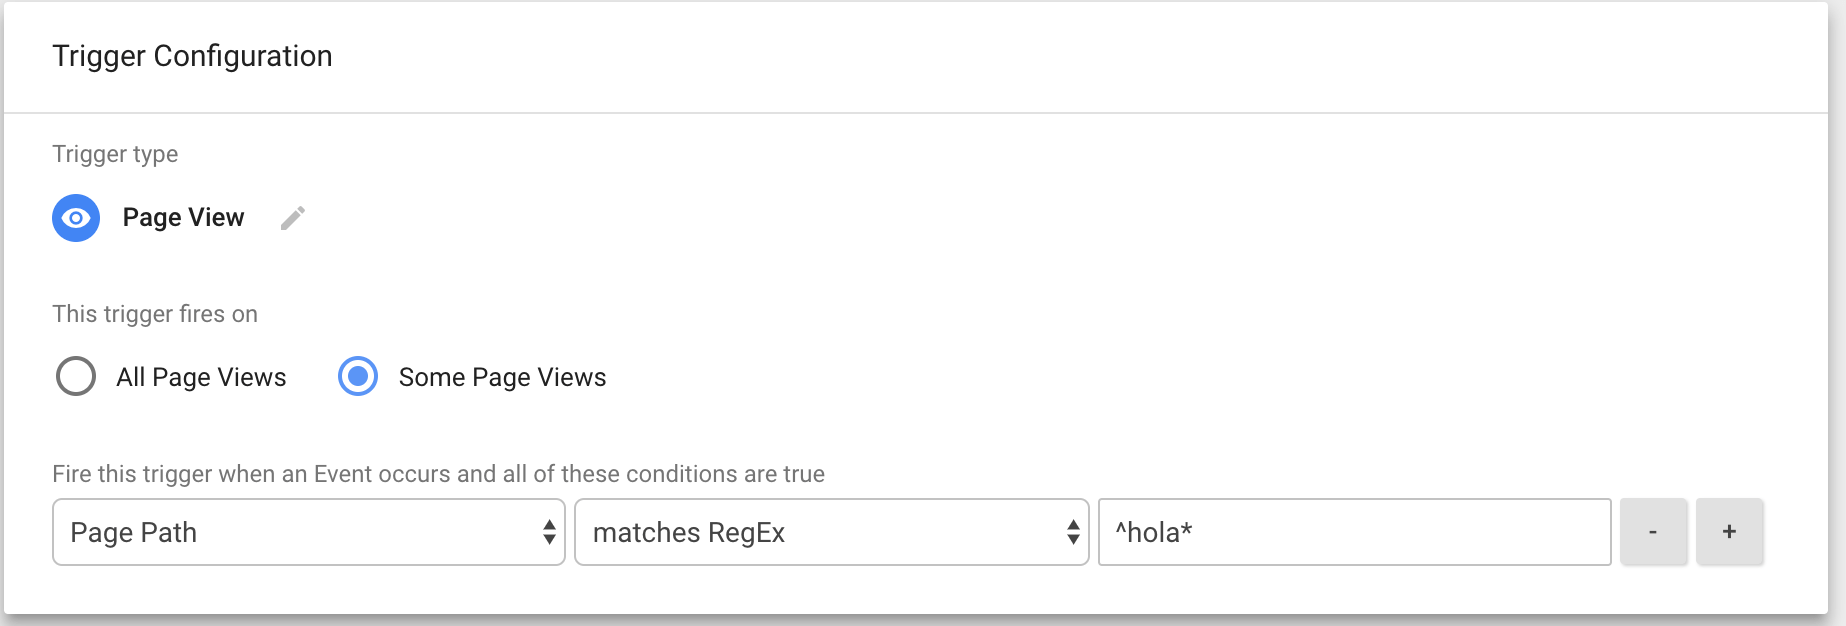 Trigger Configuration
Trigger type
Page View
This trigger fires on
All Page Views Some Page Views
Fire this trigger when an Event occurs and all of these conditions are true
Page Path matches RegEx ^hola* - +